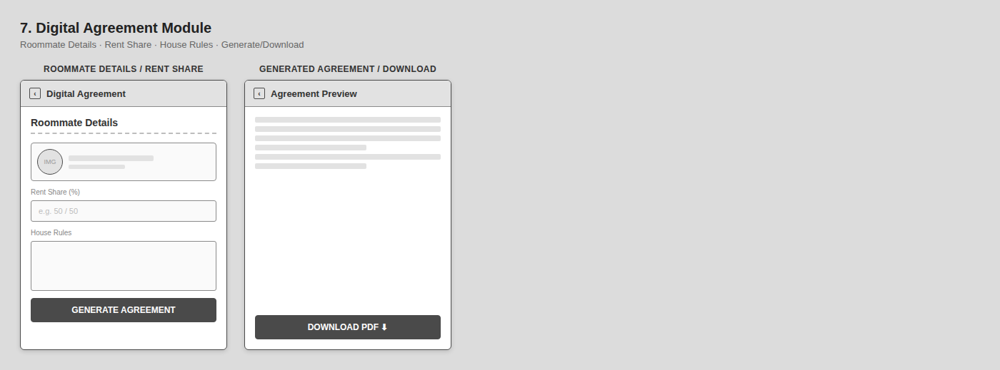 7. Digital Agreement Module
Roommate Details · Rent Share · House Rules · Generate/Download
ROOMMATE DETAILS / RENT SHARE
‹ Digital Agreement
Roommate Details
IMG
Rent Share (%)
e.g. 50 / 50
House Rules
GENERATE AGREEMENT
GENERATED AGREEMENT / DOWNLOAD
‹ Agreement Preview
DOWNLOAD PDF ⬇